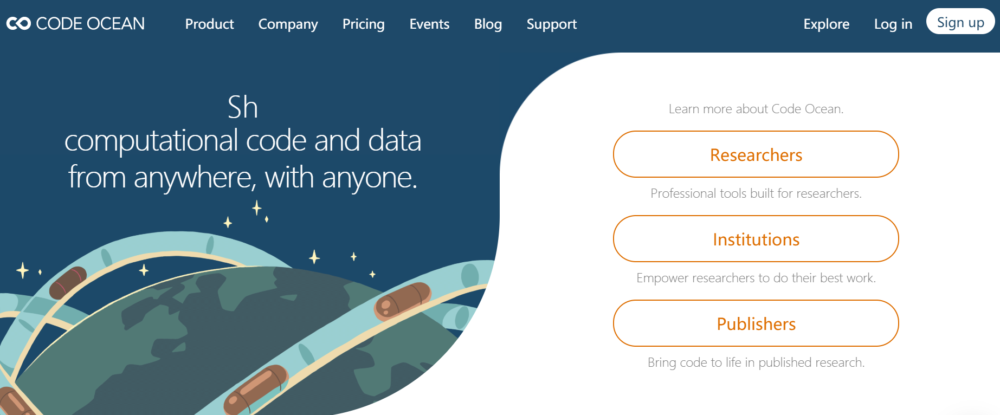 CODE OCEAN
Product Company Pricing Events Blog Support
Explore Log in Sign up
Sh
computational code and data
from anywhere, with anyone.
Learn more about Code Ocean.
Researchers
Professional tools built for researchers.
Institutions
Empower researchers to do their best work.
Publishers
Bring code to life in published research.